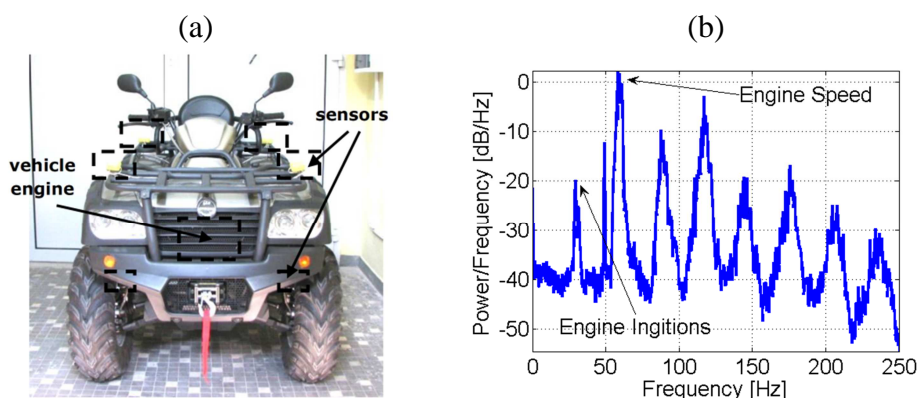 (a)
(b)
sensors
vehicle
engine
Power/Frequency [dB/Hz]
0
-10
-20
-30
-40
-50
Engine Speed
Engine Ingitions
0
50
100
150
200
250
Frequency [Hz]